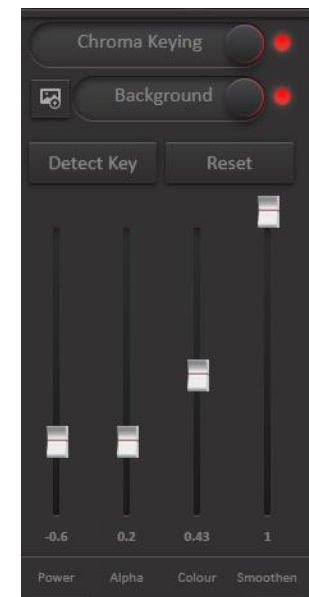 Chroma Keying
Background
Detect Key Reset
-0.6 0.2 0.43 1
Power Alpha Colour Smoothen